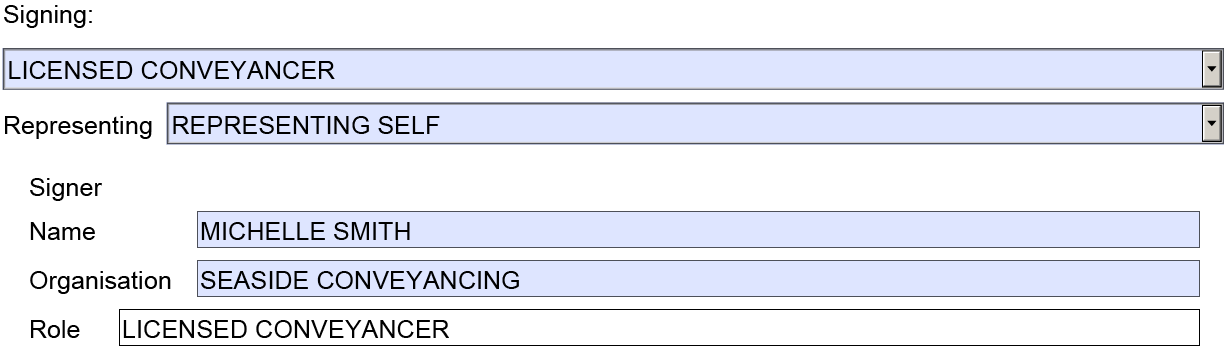 Signing:
LICENSED CONVEYANCER
Representing REPRESENTING SELF
Signer
Name MICHELLE SMITH
Organisation SEASIDE CONVEYANCING
Role LICENSED CONVEYANCER